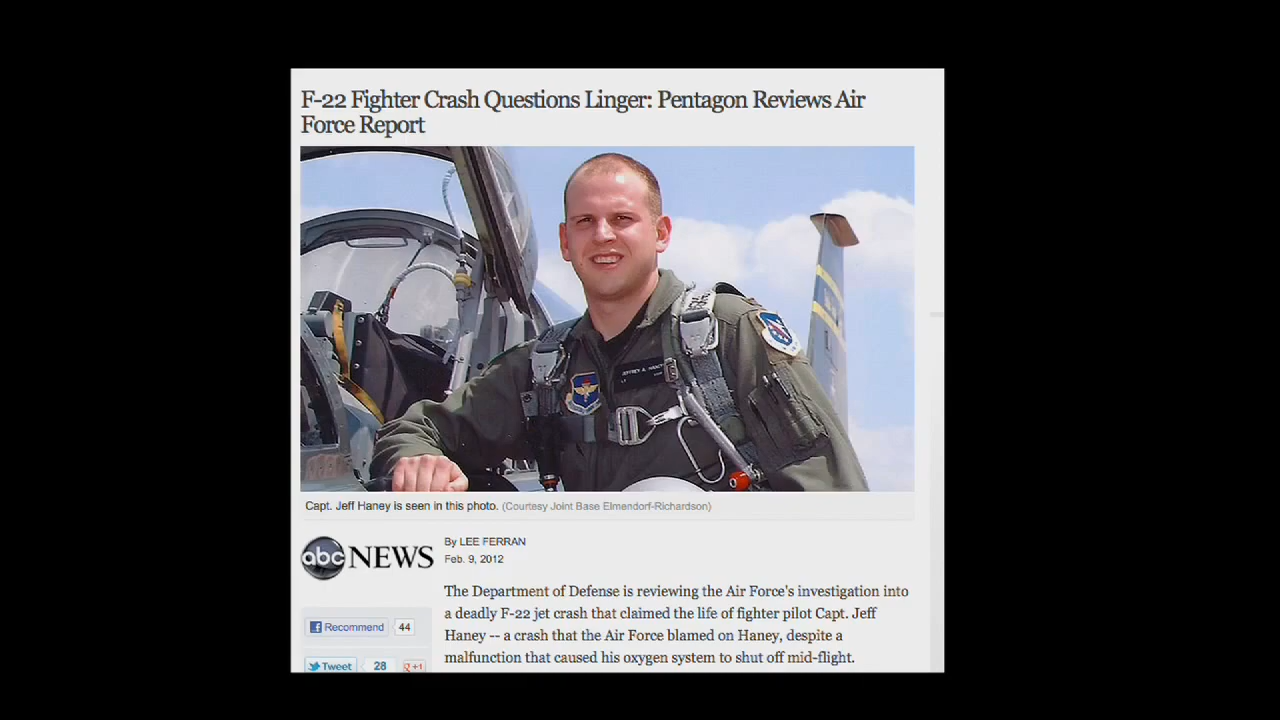 F-22 Fighter Crash Questions Linger: Pentagon Reviews Air
Force Report
JEFFREY A. HANEY
Capt. Jeff Haney is seen in this photo. (Courtesy Joint Base Elmendorf-Richardson)
abc NEWS
By LEE FERRAN
Feb. 9, 2012
The Department of Defense is reviewing the Air Force's investigation into
a deadly F-22 jet crash that claimed the life of fighter pilot Capt. Jeff
Haney -- a crash that the Air Force blamed on Haney, despite a
malfunction that caused his oxygen system to shut off mid-flight.
Recommend 44
Tweet 28 +1